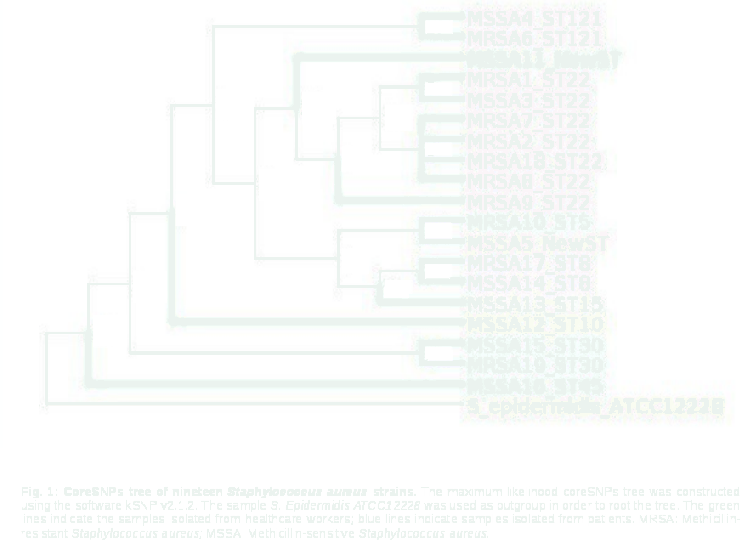 MSSA4_ST121
MRSA6_ST121
MRSA11_NewST
MRSA1_ST22
MSSA3_ST22
MRSA7_ST22
MRSA2_ST22
MRSA18_ST22
MRSA8_ST22
MRSA9_ST22
MRSA10_ST5
MSSA5_NewST
MRSA17_ST8
MSSA14_ST8
MSSA13_ST15
MSSA12_ST10
MSSA15_ST30
MRSA19_ST30
MSSA16_ST45
S_epidermidis_ATCC12228
Fig. 1: CoreSNPs tree of nineteen Staphylococcus aureus strains. The maximum likelihood coreSNPs tree was constructed
using the software kSNP v2.1.2. The sample S. Epidermidis ATCC12228 was used as outgroup in order to root the tree. The green
lines indicate the samples isolated from healthcare workers; blue lines indicate samples isolated from patients. MRSA: Methicillin-
resistant Staphylococcus aureus; MSSA: Methicillin-sensitive Staphylococcus aureus.